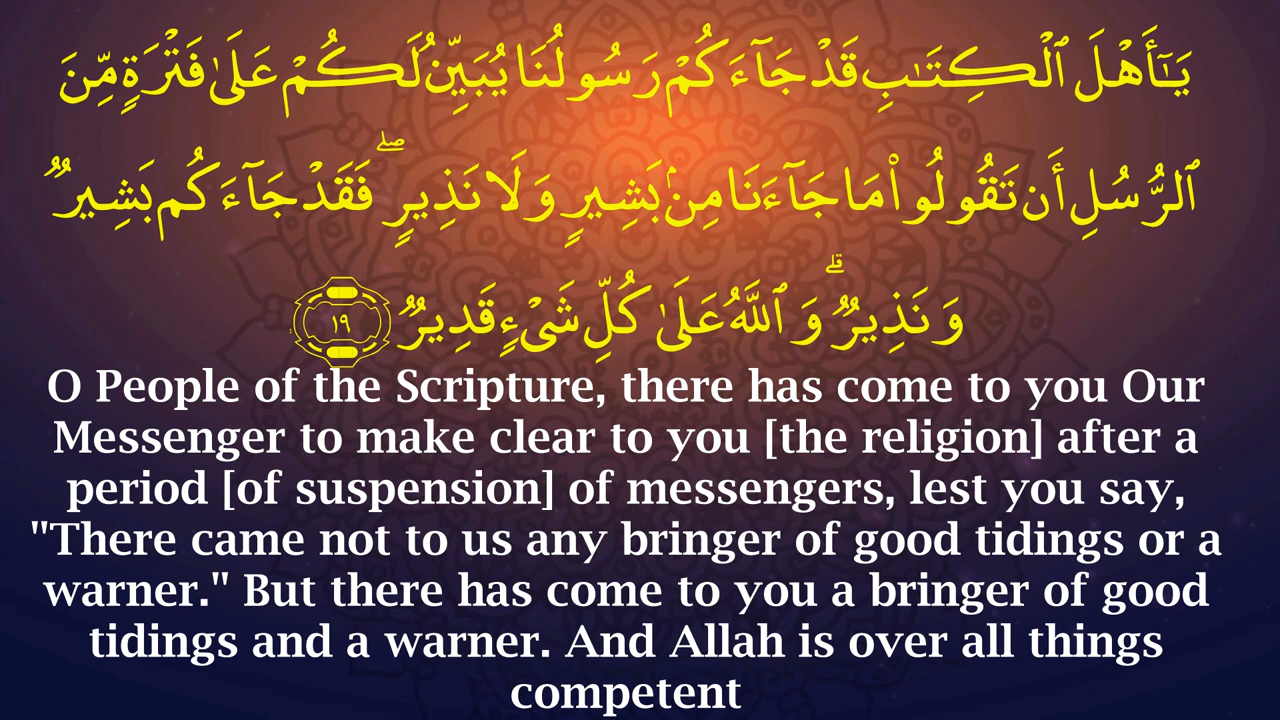 يَـٰٓأَهْلَ ٱلْكِتَـٰبِ قَدْ جَآءَكُمْ رَسُولُنَا يُبَيِّنُ لَكُمْ عَلَىٰ فَتْرَةٍ مِّنَ
ٱلرُّسُلِ أَن تَقُولُوا۟ مَا جَآءَنَا مِنۢ بَشِيرٍ وَلَا نَذِيرٍ ۖ فَقَدْ جَآءَكُم بَشِيرٌ
وَنَذِيرٌ ۗ وَٱللَّهُ عَلَىٰ كُلِّ شَىْءٍ قَدِيرٌ ١٩
O People of the Scripture, there has come to you Our
Messenger to make clear to you [the religion] after a
period [of suspension] of messengers, lest you say,
"There came not to us any bringer of good tidings or a
warner." But there has come to you a bringer of good
tidings and a warner. And Allah is over all things
competent